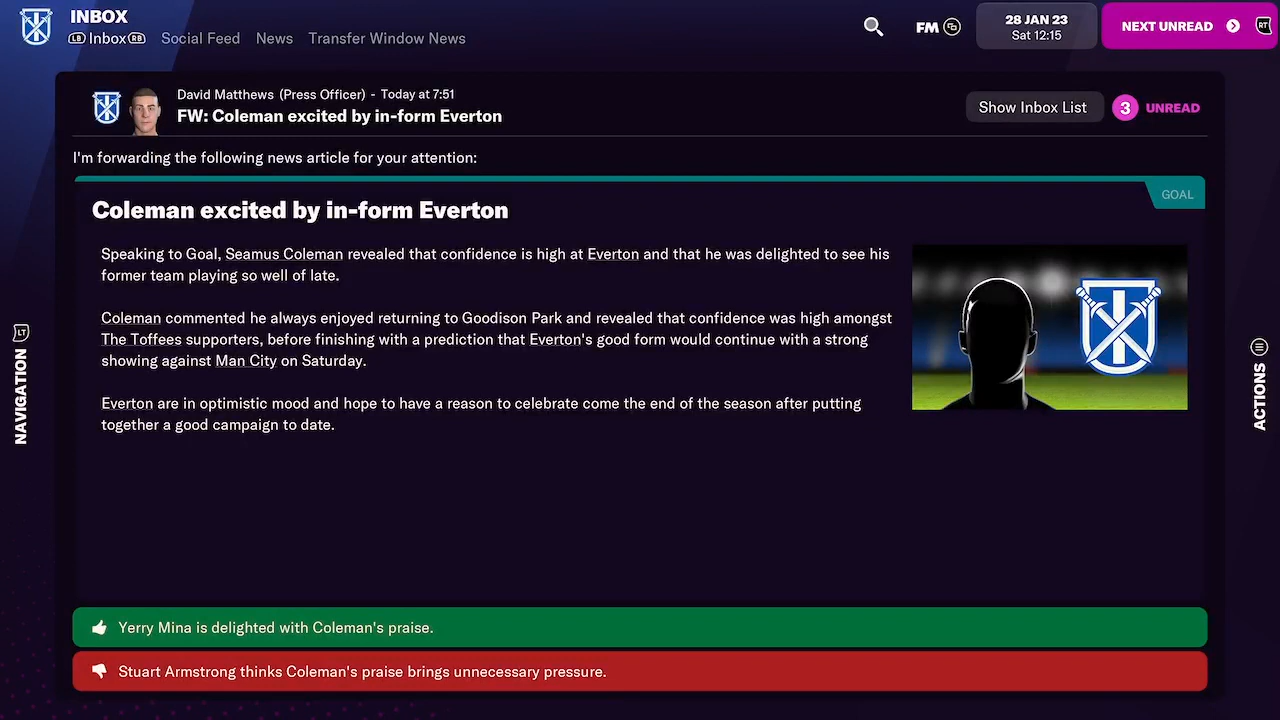 INBOX
LB Inbox RB Social Feed News Transfer Window News
FM
28 JAN 23
Sat 12:15
NEXT UNREAD
RT
David Matthews (Press Officer) - Today at 7:51
FW: Coleman excited by in-form Everton
Show Inbox List
3 UNREAD
I'm forwarding the following news article for your attention:
GOAL
Coleman excited by in-form Everton
Speaking to Goal, Seamus Coleman revealed that confidence is high at Everton and that he was delighted to see his
former team playing so well of late.
Coleman commented he always enjoyed returning to Goodison Park and revealed that confidence was high amongst
The Toffees supporters, before finishing with a prediction that Everton's good form would continue with a strong
showing against Man City on Saturday.
Everton are in optimistic mood and hope to have a reason to celebrate come the end of the season after putting
together a good campaign to date.
LT
NAVIGATION
ACTIONS
Yerry Mina is delighted with Coleman's praise.
Stuart Armstrong thinks Coleman's praise brings unnecessary pressure.